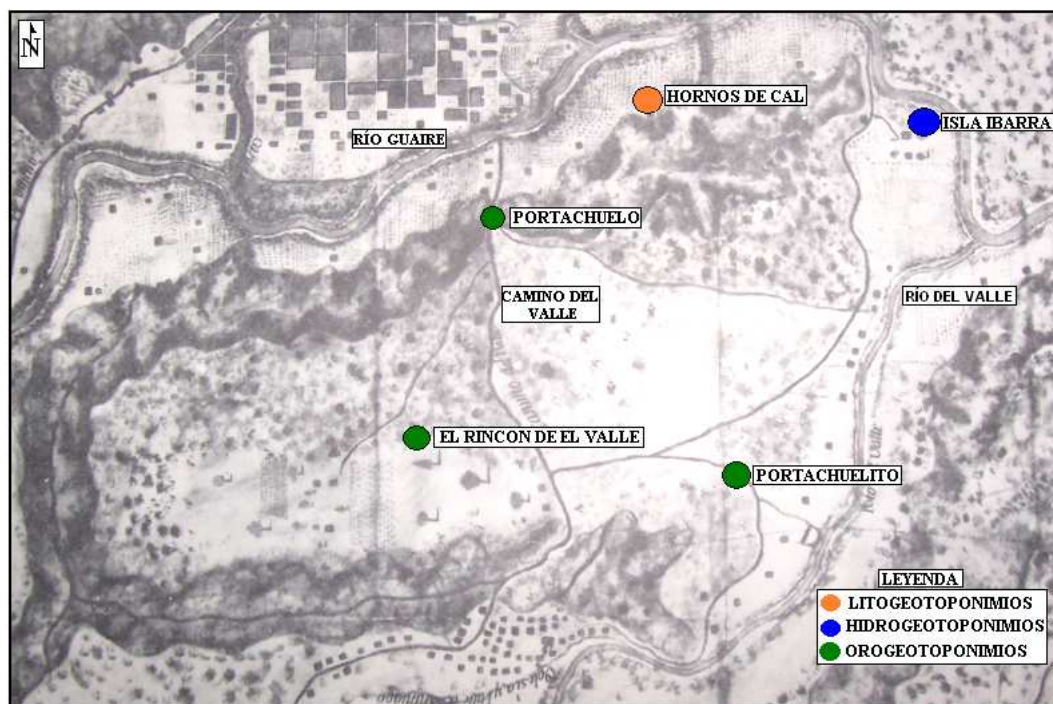 N
HORNOS DE CAL
ISLA IBARRA
RÍO GUAIRE
PORTACHUELO
CAMINO DEL
VALLE
RÍO DEL VALLE
EL RINCON DE EL VALLE
PORTACHUELITO
LEYENDA
LITOGEOTOPONIMIOS
HIDROGEOTOPONIMIOS
OROGEOTOPONIMIOS